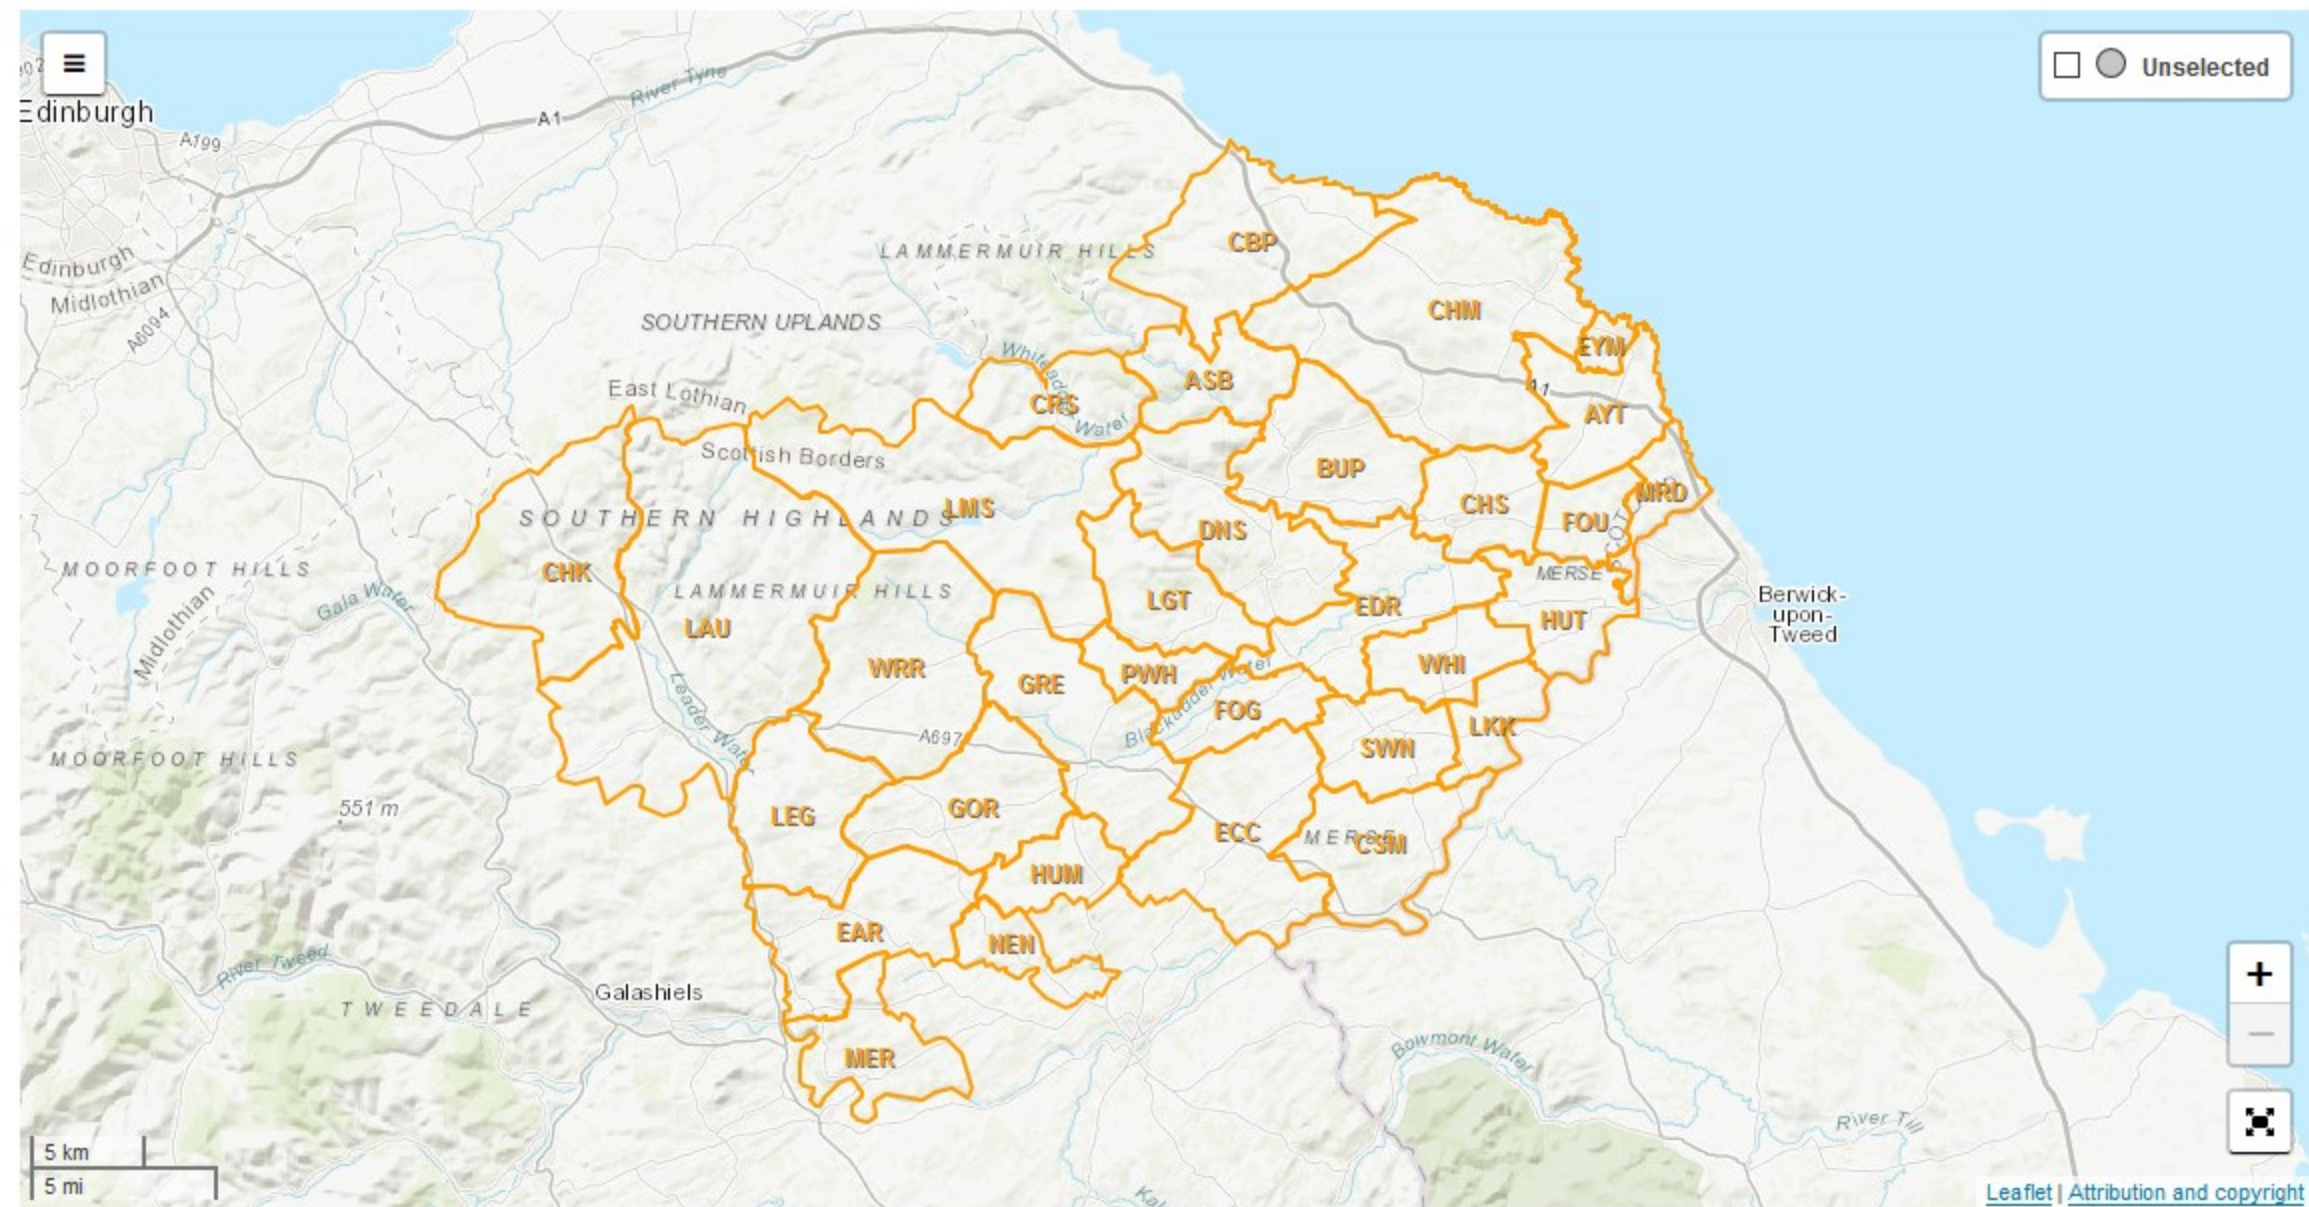 Unselected
Edinburgh
A199
A1
River Tyne
Edinburgh
Midlothian
A6094
LAMMERMUIR HILLS
CBP
SOUTHERN UPLANDS
CHM
EYM
Whiteadder Water
ASB
A1
East Lothian
CRS
AYT
Scottish Borders
BUP
LMS
CHS
MRD
SOUTHERN HIGHLANDS
DNS
FOU
MOORFOOT HILLS
CHK
MERSE
Gala Water
Midlothian
LAMMERMUIR HILLS
LGT
EDR
Berwick-
upon-
Tweed
LAU
HUT
WRR
GRE
PWH
WHI
Leader Water
Blackadder Water
FOG
LKK
A697
SWN
MOORFOOT HILLS
551 m
LEG
GOR
ECC
MERSE
CSM
HUM
EAR
NEN
River Tweed
Galashiels
TWEEDALE
MER
Bowmont Water
River Till
5 km
5 mi
Leaflet | Attribution and copyright